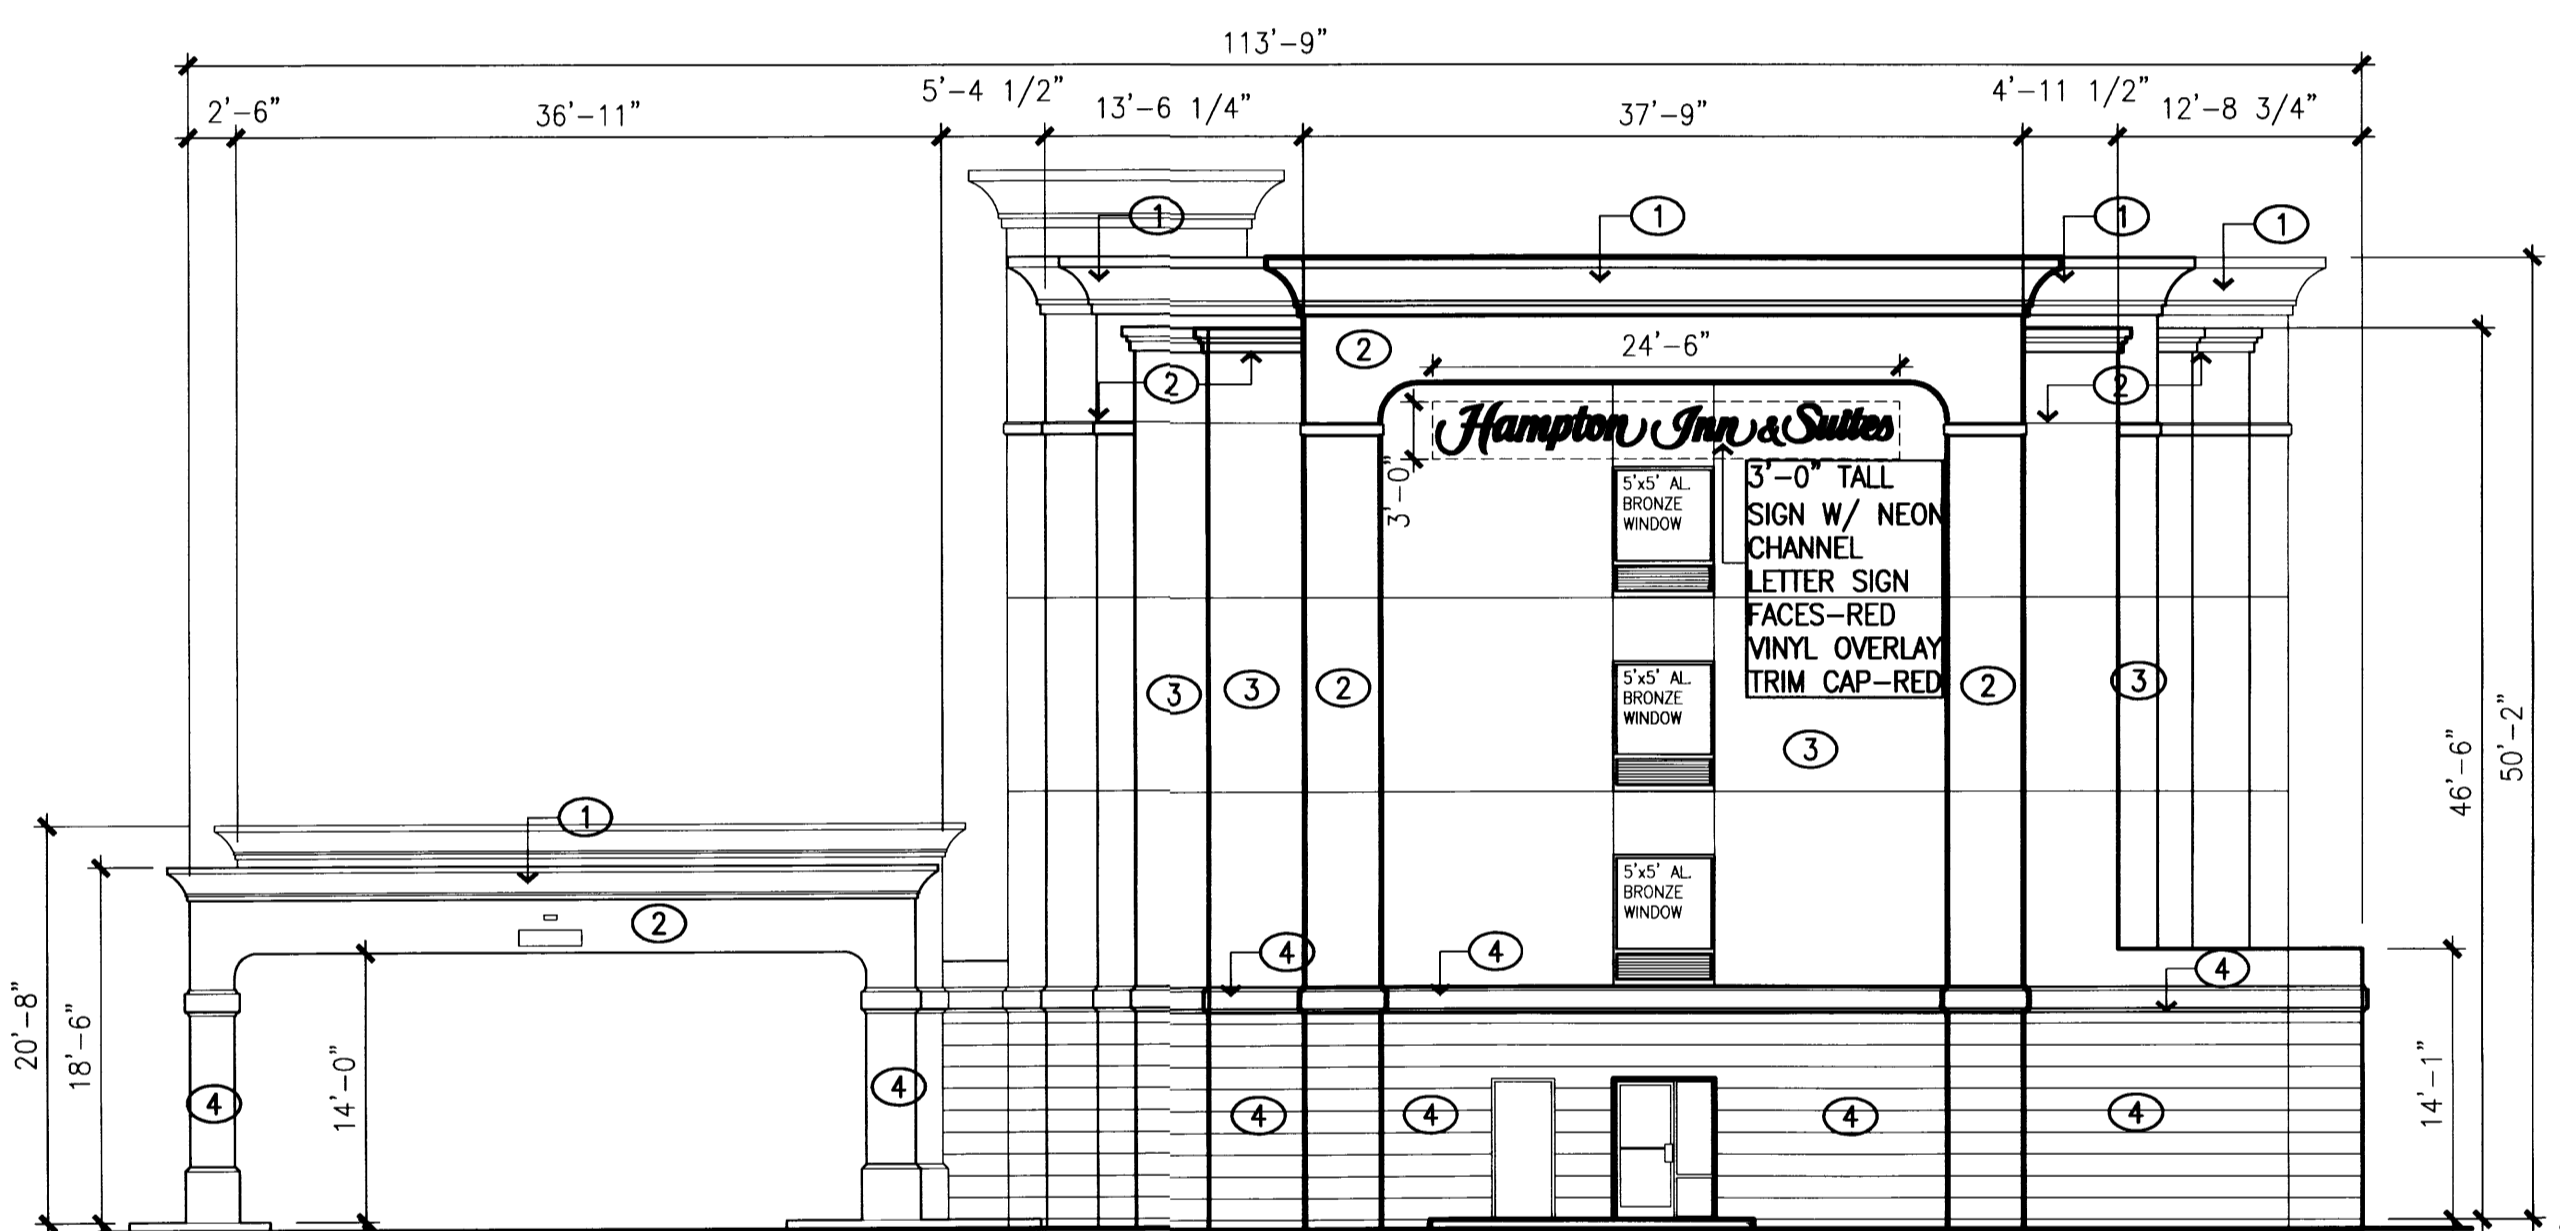 113'-9"
5'-4 1/2"
4'-11 1/2"
2'-6"
36'-11"
13'-6 1/4"
37'-9"
12'-8 3/4"
1
1
1
1
2
24'-6"
2
2
Hampton Inn & Suites
3'-0"
3'-0" TALL
SIGN W/ NEON
CHANNEL
LETTER SIGN
FACES-RED
VINYL OVERLAY
TRIM CAP-RED
5'x5' AL.
BRONZE
WINDOW
3
3
2
5'x5' AL.
BRONZE
WINDOW
2
3
3
46'-6"
50'-2"
1
5'x5' AL.
BRONZE
WINDOW
2
4
4
4
20'-8"
18'-6"
14'-0"
14'-1"
4
4
4
4
4
4